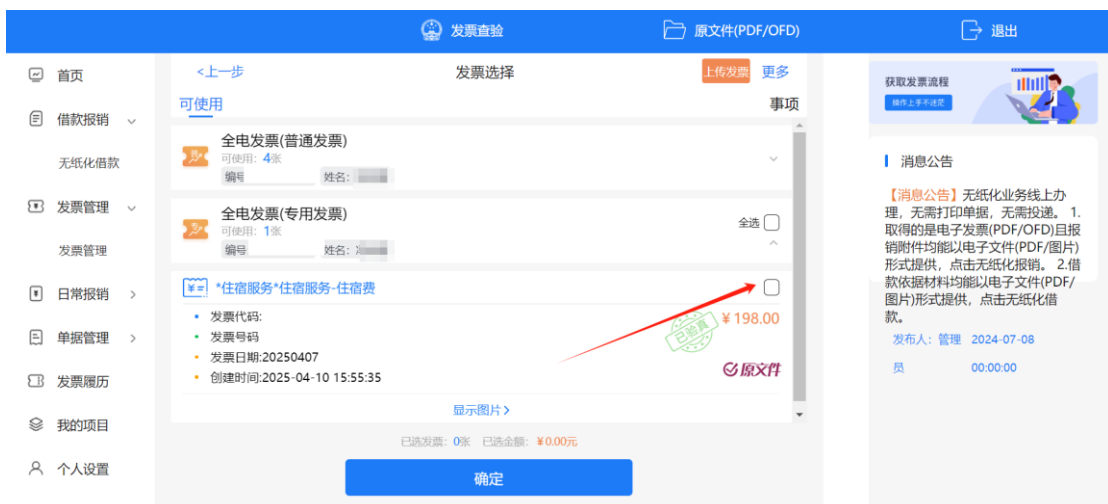 发票查验
原文件(PDF/OFD)
退出
首页
借款报销
无纸化借款
发票管理
发票管理
日常报销
单据管理
发票履历
我的项目
个人设置
<上一步
发票选择
上传发票
更多
可使用
事项
全电发票(普通发票)
可使用: 4张
编号
姓名:
全电发票(专用发票)
可使用: 1张
编号
姓名:
全选
*住宿服务*住宿服务-住宿费
发票代码:
发票号码
发票日期:20250407
创建时间:2025-04-10 15:55:35
已验真
¥198.00
原文件
显示图片>
已选发票: 0张 已选金额: ¥0.00元
确定
获取发票流程
操作上手不迷茫
消息公告
【消息公告】无纸化业务线上办
理，无需打印单据，无需投递。 1.
取得的是电子发票(PDF/OFD)且报
销附件均能以电子文件(PDF/图片)
形式提供，点击无纸化报销。 2.借
款依据材料均能以电子文件(PDF/
图片)形式提供，点击无纸化借
款。
发布人: 管理员
2024-07-08
00:00:00